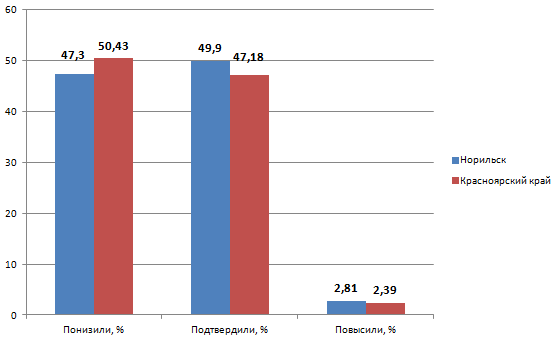 60
50
40
30
20
10
0
47,3
50,43
49,9
47,18
2,81
2,39
Понизили, %
Подтвердили, %
Повысили, %
Норильск
Красноярский край